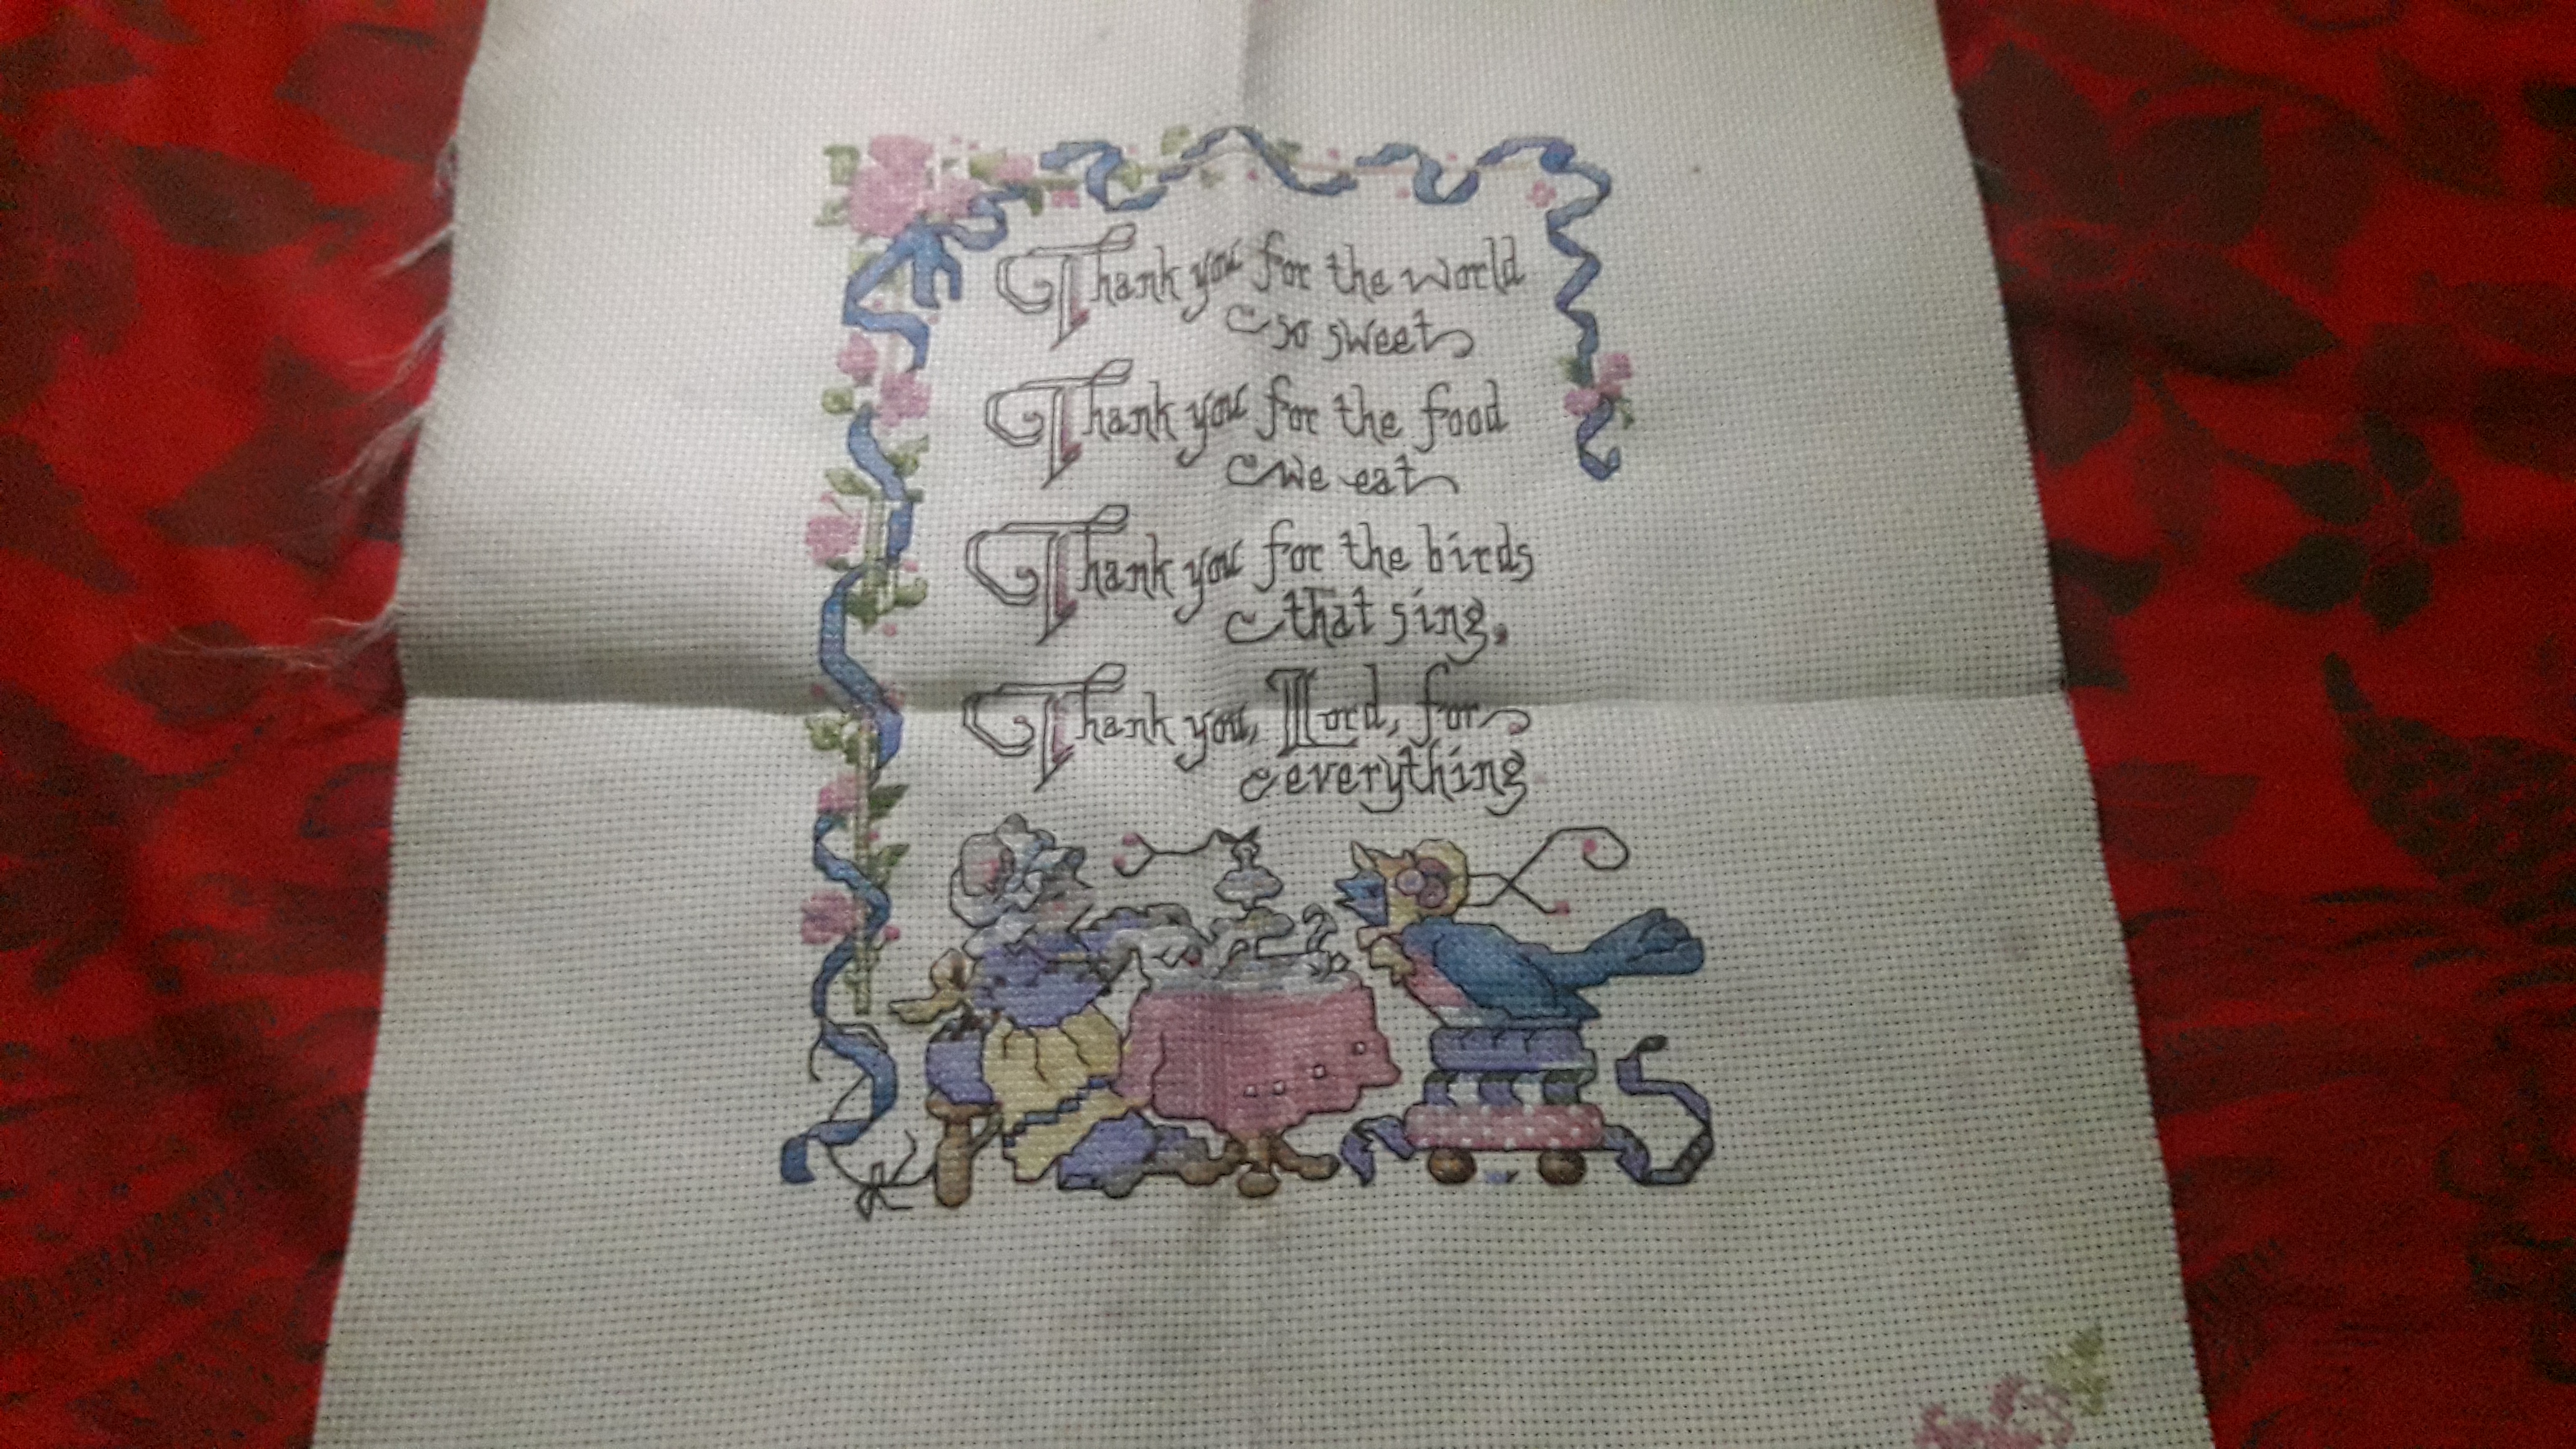 Thank you for the world
so sweet
Thank you for the food
we eat
Thank you for the birds
that sing.
Thank you, Lord, for
everything